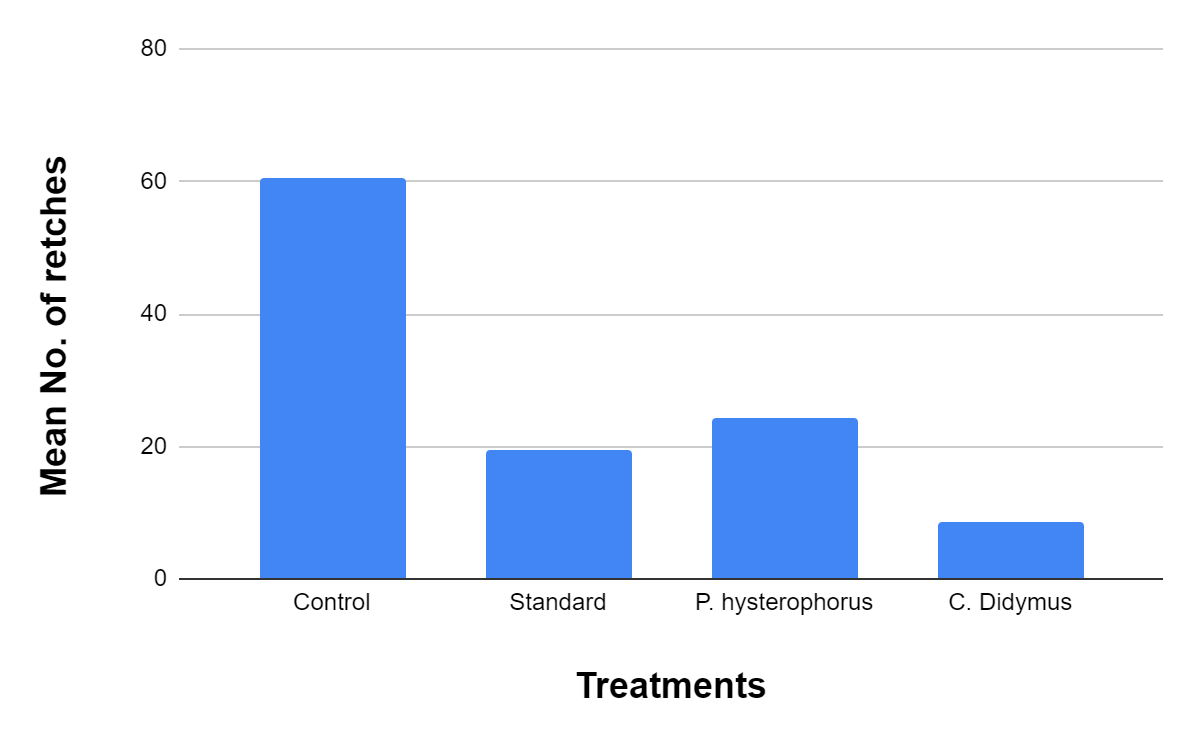 Mean No. of retches
80
60
40
20
0
Control Standard P. hysterophorus C. Didymus
Treatments